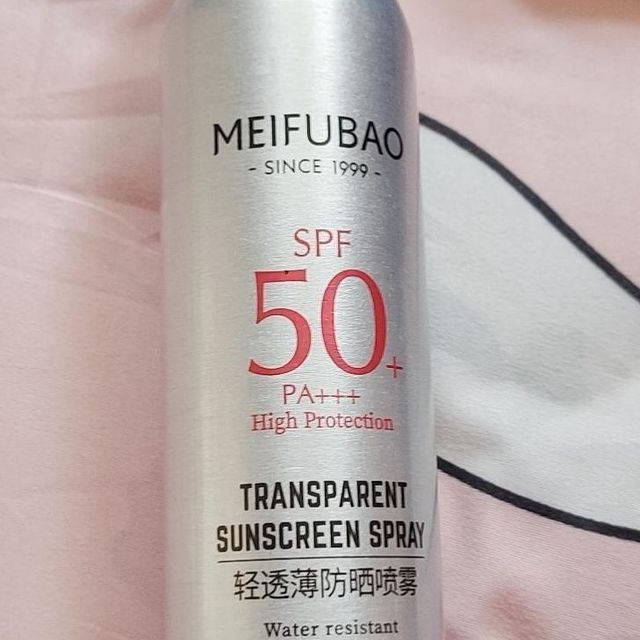 MEIFUBAO
- SINCE 1999 -
SPF
50+
PA+++
High Protection
TRANSPARENT
SUNSCREEN SPRAY
轻透薄防晒喷雾
Water resistant